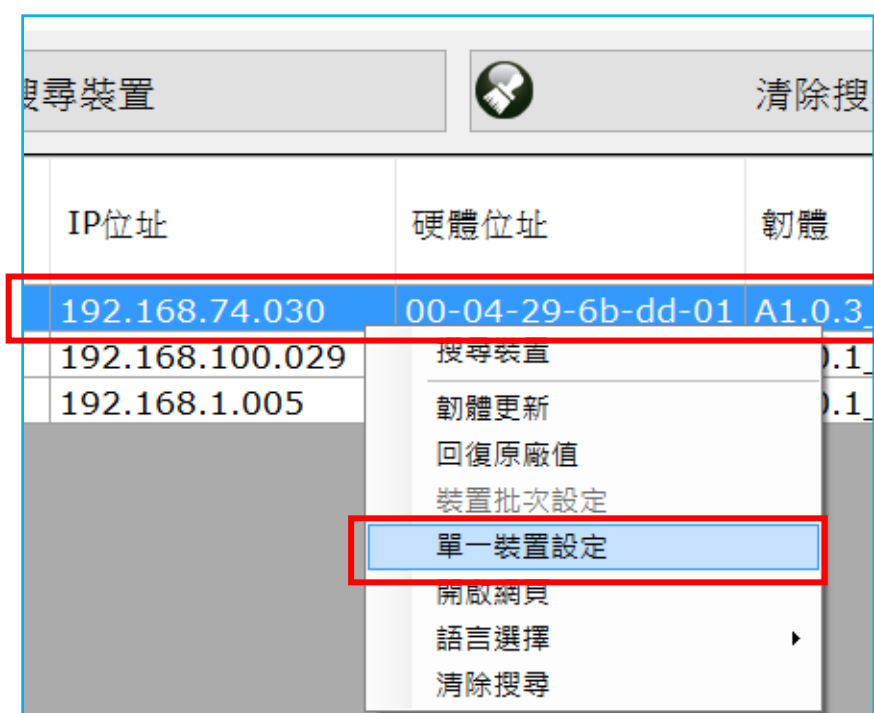 尋裝置
清除搜
IP位址 硬體位址 韌體
192.168.74.030 00-04-29-6b-dd-01 A1.0.3_
192.168.100.029 .1_
192.168.1.005 .1_
搜尋裝置
韌體更新
回復原廠值
裝置批次設定
單一裝置設定
開啟網頁
語言選擇
清除搜尋